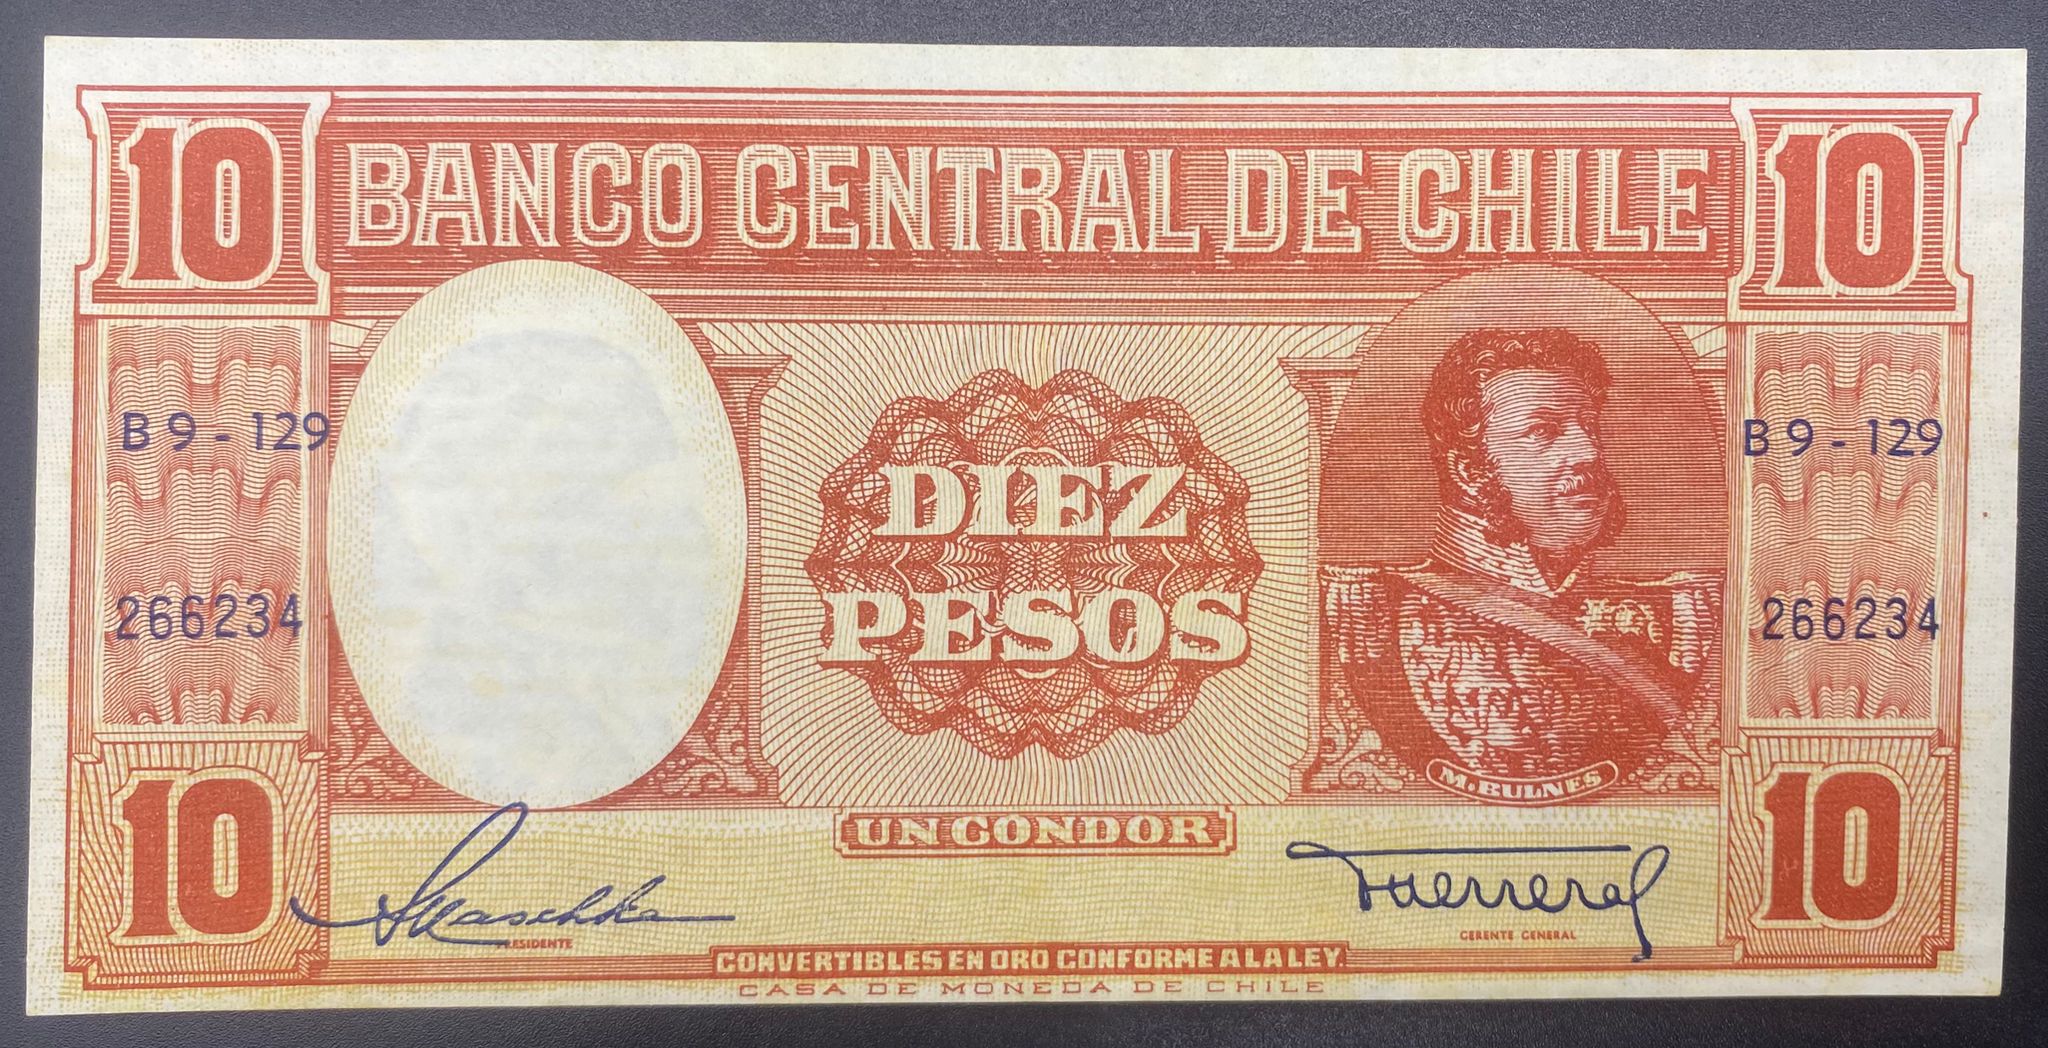 10 BANCO CENTRAL DE CHILE 10
B 9 - 129 B 9 - 129
DIEZ
PESOS
266234 266234
M. BULNES
10 UN CONDOR 10
PRESIDENTE GERENTE GENERAL
CONVERTIBLES EN ORO CONFORME A LA LEY.
CASA DE MONEDA DE CHILE